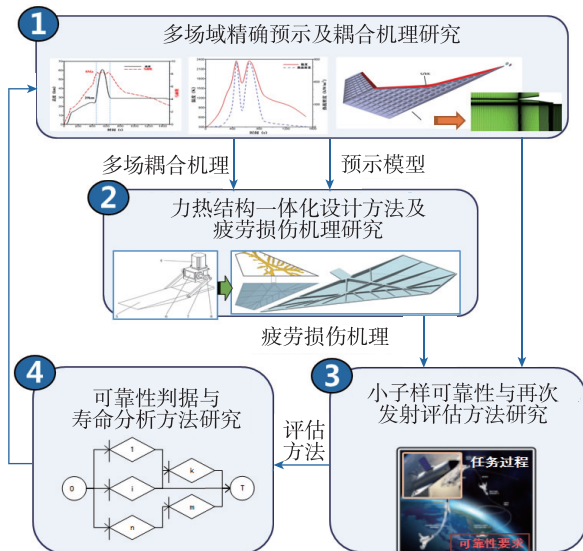 1
多场域精确预示及耦合机理研究
多场耦合机理
预示模型
2
力热结构一体化设计方法及
疲劳损伤机理研究
疲劳损伤机理
4
可靠性判据与
寿命分析方法研究
0
1
i
n
k
m
T
评估
方法
3
小子样可靠性与再次
发射评估方法研究
任务过程
可靠性要求